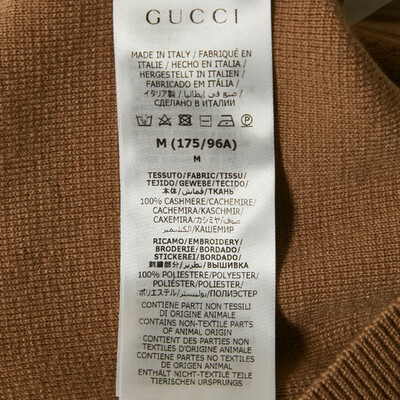 GUCCI
MADE IN ITALY / FABRIQUÉ EN
ITALIE / HECHO EN ITALIA /
HERGESTELLT IN ITALIEN /
FABRICADO EM ITÁLIA /
イタリア製 / صنع في إيطاليا /
СДЕЛАНО В ИТАЛИИ
M (175/96A)
M
TESSUTO/FABRIC/TISSU/
TEJIDO/GEWEBE/TECIDO/
本体/قماش/ТКАНЬ
100% CASHMERE/CACHEMIRE/
CACHEMIRA/KASCHMIR/
CAXEMIRA/カシミヤ/صوف
الكشمير/КАШЕМИР
RICAMO/EMBROIDERY/
BRODERIE/BORDADO/
STICKEREI/BORDADO/
刺繍部分/تطريز/ВЫШИВКА
100% POLIESTERE/POLYESTER/
POLIÉSTER/POLYESTER/
ポリエステル/بوليستر/ПОЛИЭСТЕР
CONTIENE PARTI NON TESSILI
DI ORIGINE ANIMALE
CONTAINS NON-TEXTILE PARTS
OF ANIMAL ORIGIN
CONTIENT DES PARTIES NON
TEXTILES D'ORIGINE ANIMALE
CONTIENE PARTES NO TEXTILES
DE ORIGEN ANIMAL
ENTHÄLT NICHT-TEXTILE TEILE
TIERISCHEN URSPRUNGS